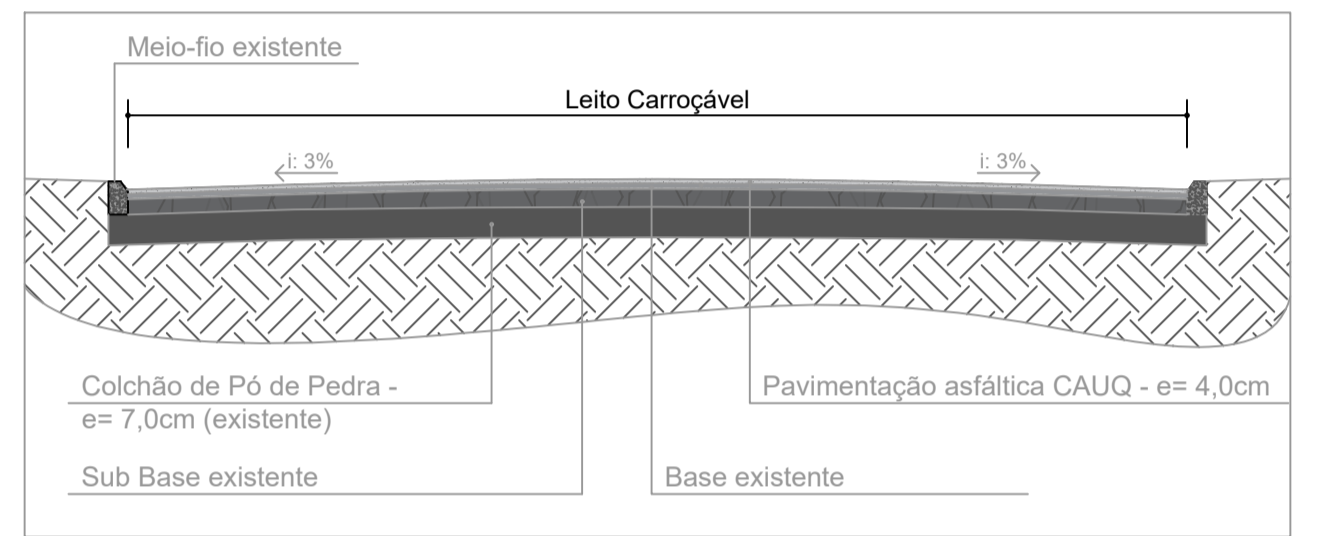 Meio-fio existente
Leito Carroçável
i: 3%
i: 3%
Colchão de Pó de Pedra -
e= 7,0cm (existente)
Pavimentação asfáltica CAUQ - e= 4,0cm
Sub Base existente
Base existente